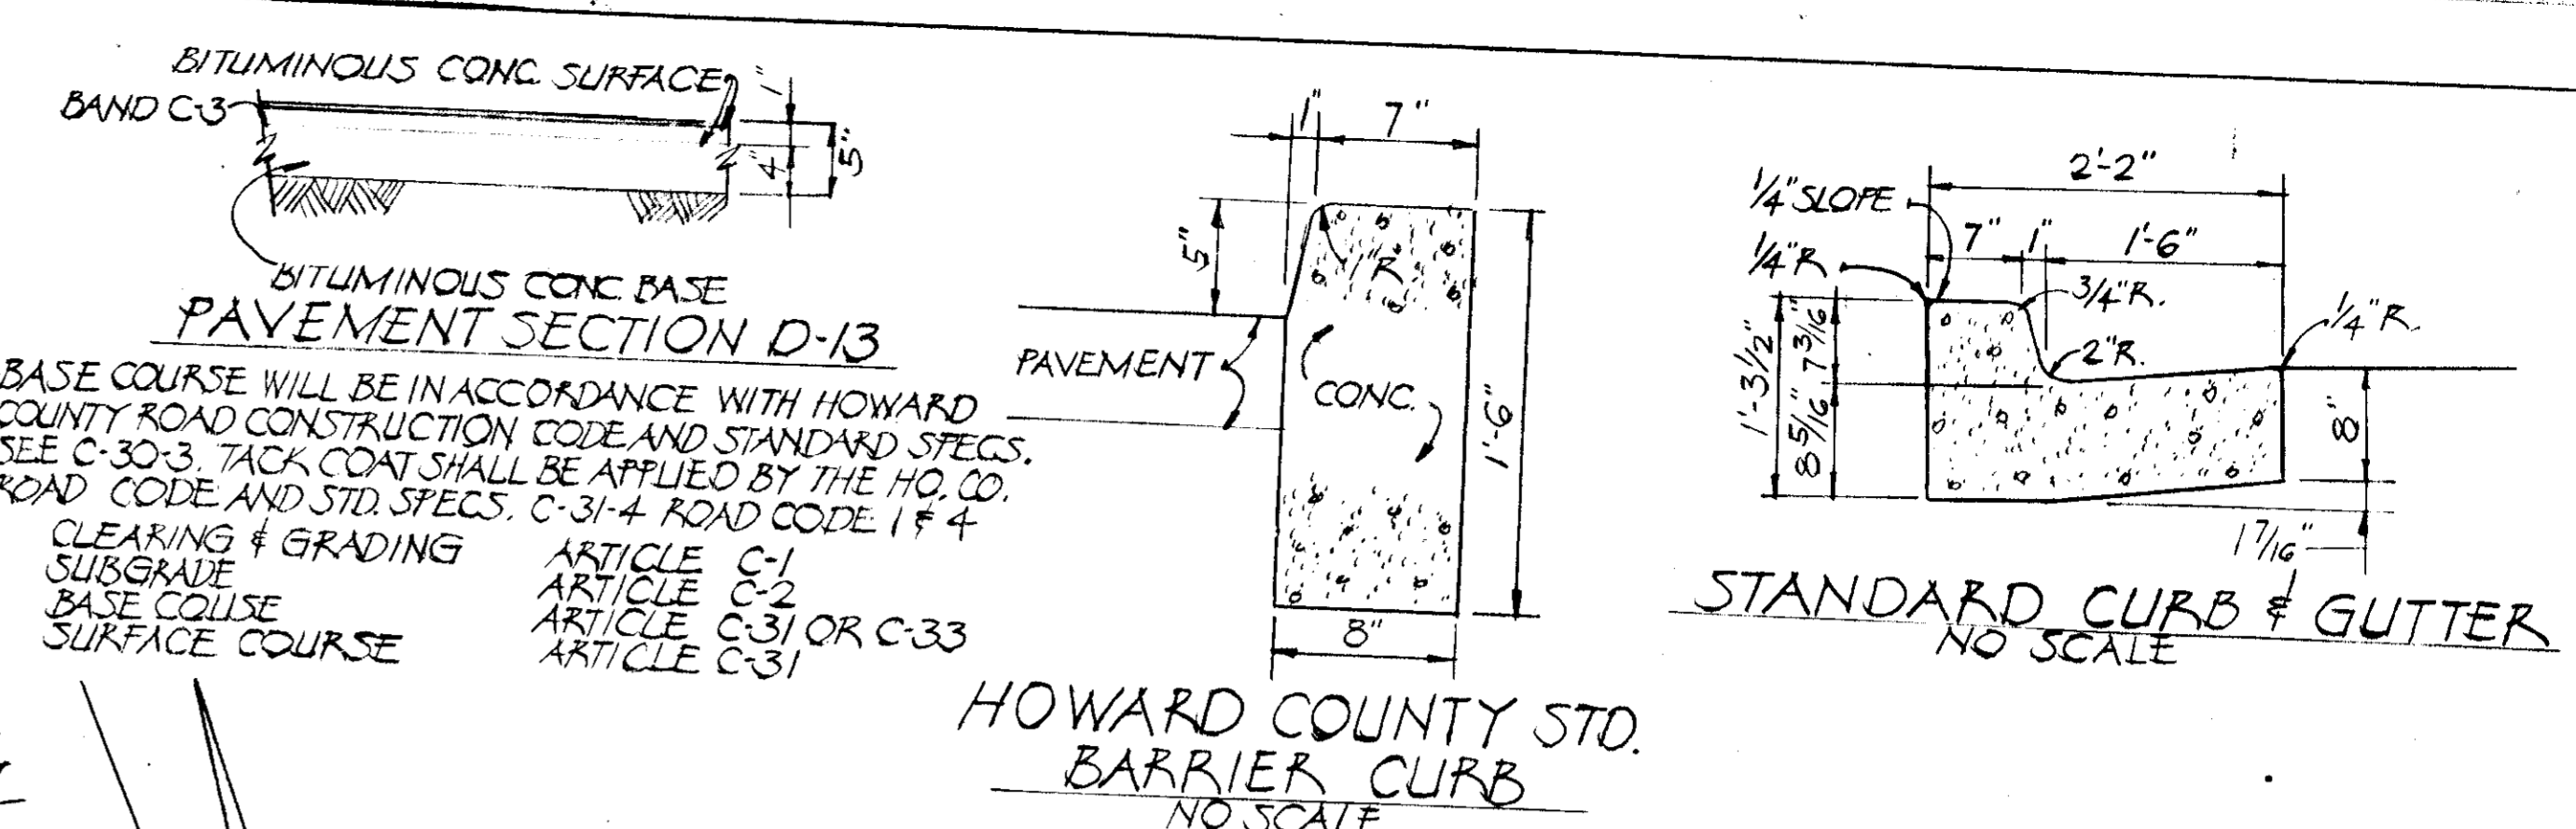 BITUMINOUS CONC. SURFACE
BAND C-3
1"
4"
5"
BITUMINOUS CONC. BASE
PAVEMENT SECTION D-13
BASE COURSE WILL BE IN ACCORDANCE WITH HOWARD
COUNTY ROAD CONSTRUCTION CODE AND STANDARD SPECS.
SEE C-30-3. TACK COAT SHALL BE APPLIED BY THE HO. CO.
ROAD CODE AND STD. SPECS. C-31-4 ROAD CODE 1 & 4
CLEARING & GRADING ARTICLE C-1
SUBGRADE ARTICLE C-2
BASE COUSE ARTICLE C-31 OR C-33
SURFACE COURSE ARTICLE C-31
1" 7"
5"
1"R
PAVEMENT
CONC.
1'-6"
8"
HOWARD COUNTY STD.
BARRIER CURB
NO SCALE
2'-2"
1/4" SLOPE
7" 1" 1'-6"
1/4" R
3/4" R.
1/4" R.
2" R.
1'-3 1/2"
7 3/16"
8 5/16"
8"
1 7/16"
STANDARD CURB & GUTTER
NO SCALE